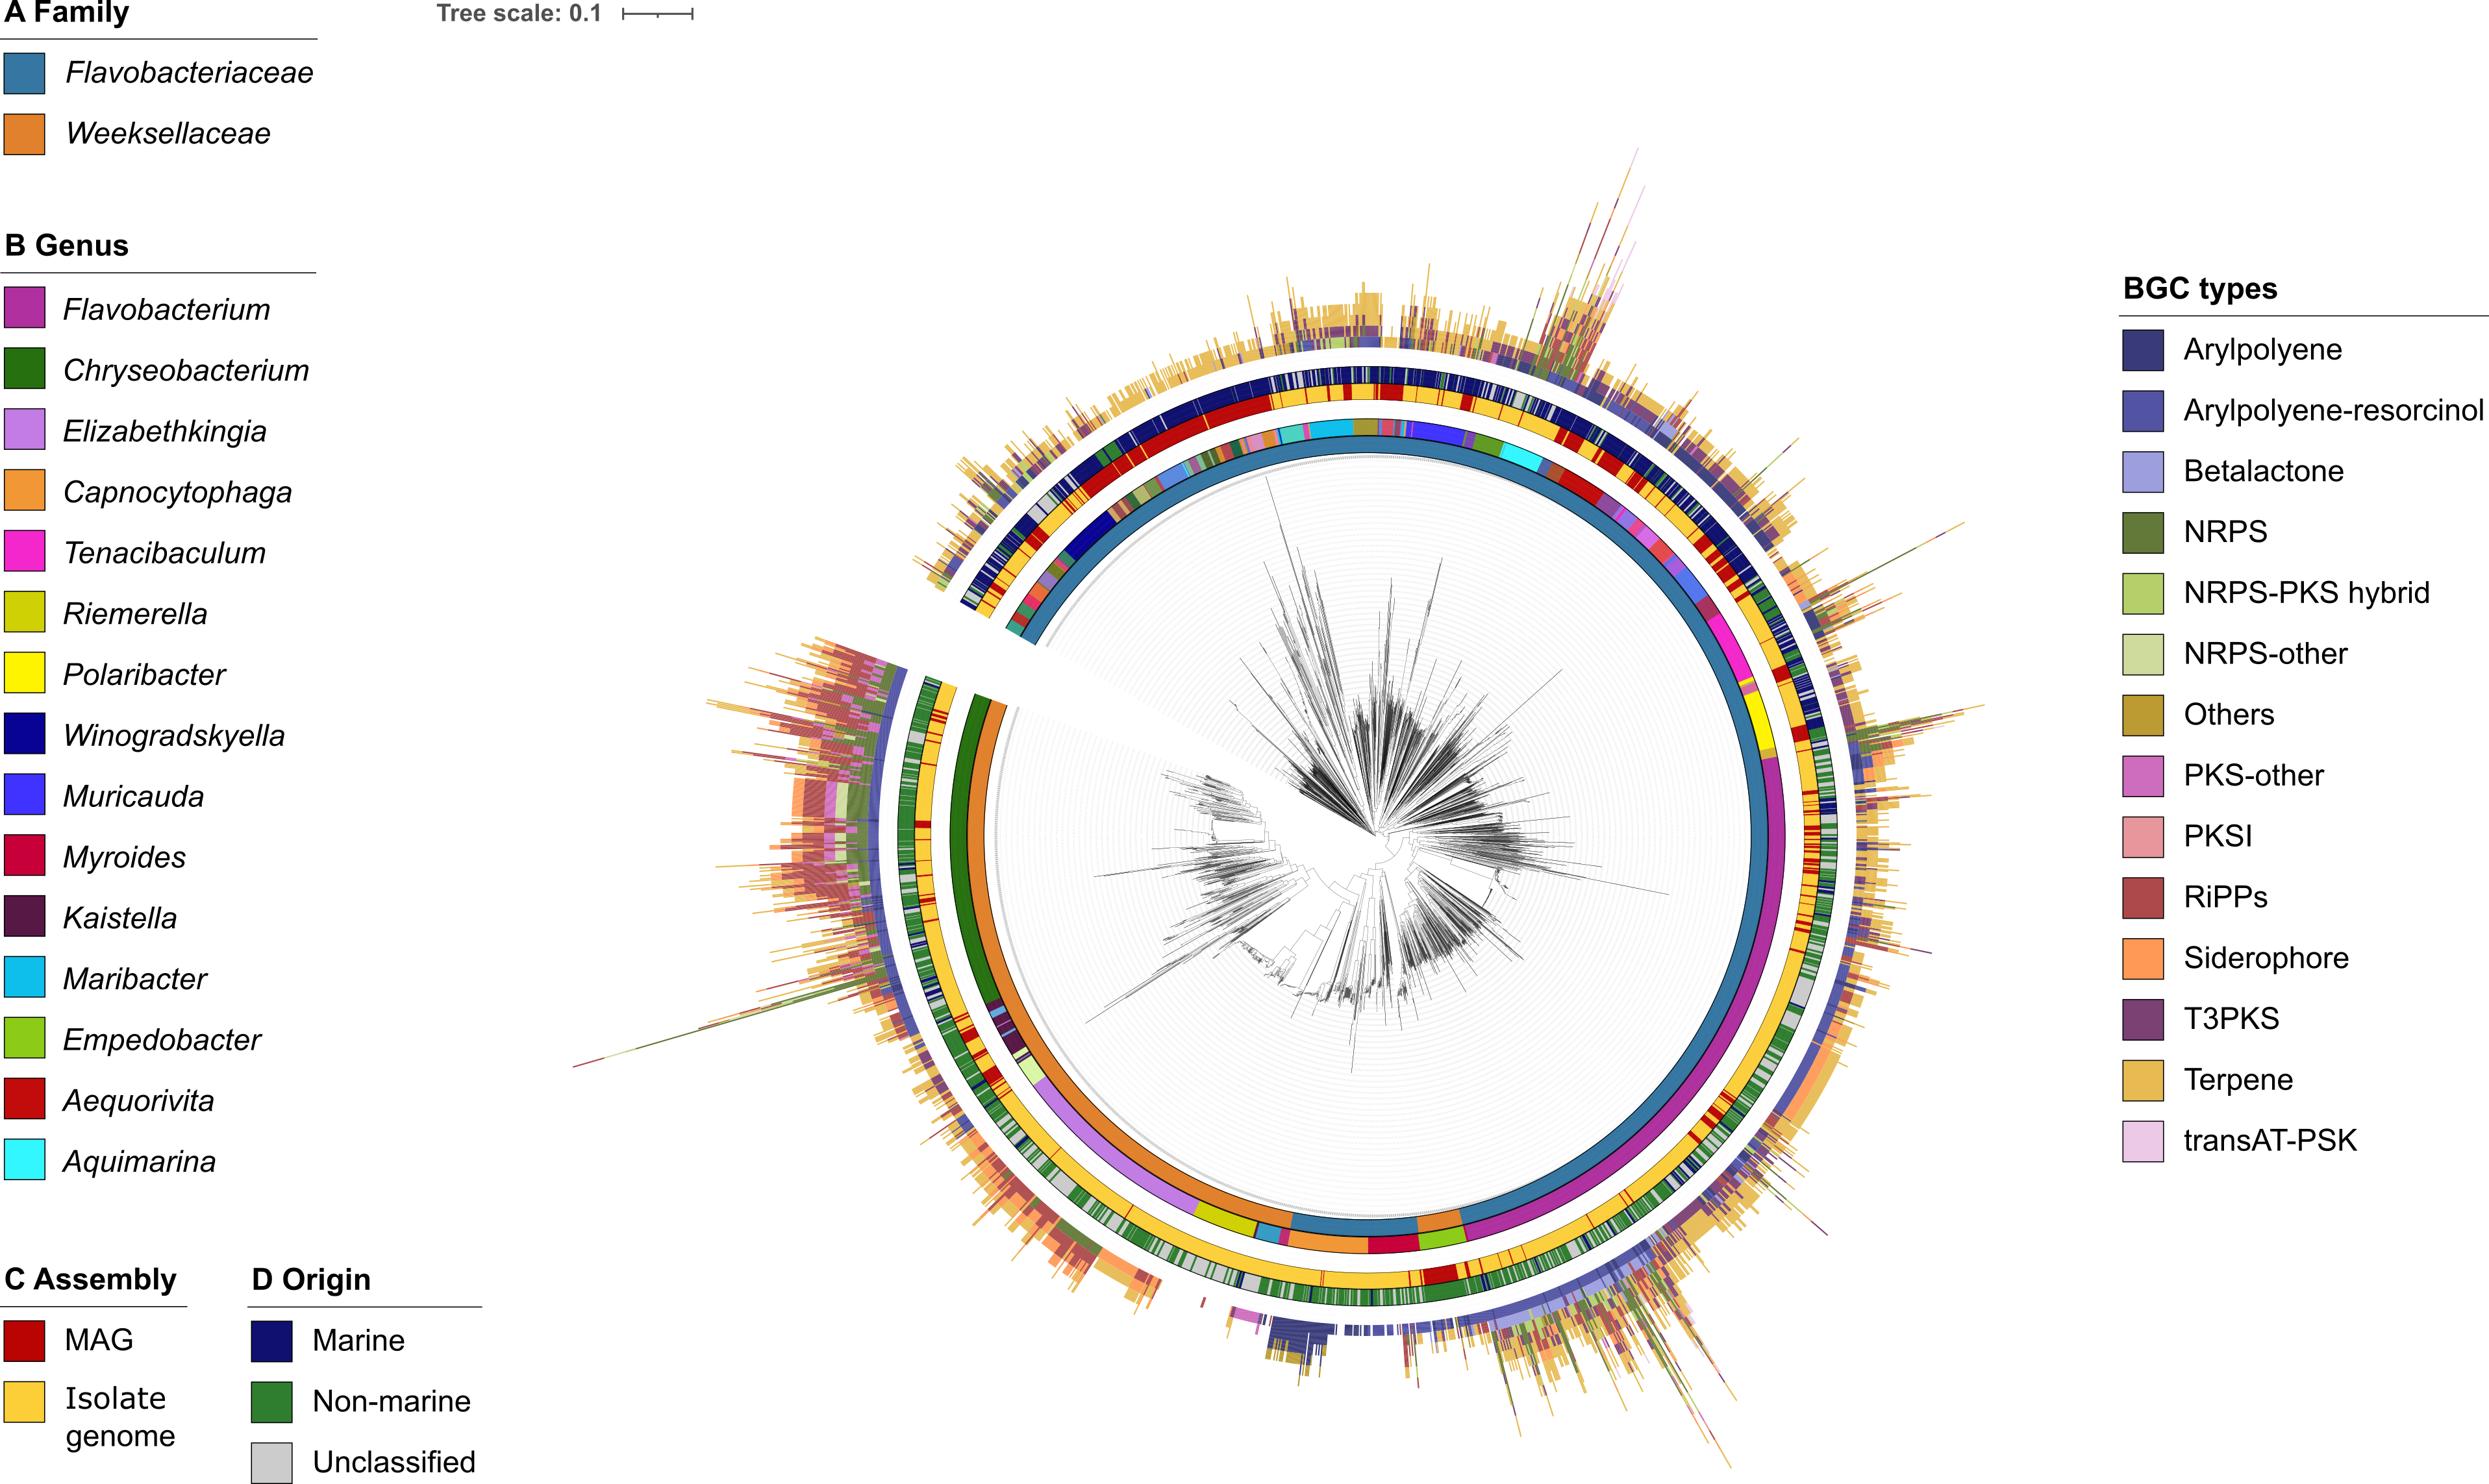 A Family
Flavobacteriaceae
Weeksellaceae
B Genus
Flavobacterium
Chryseobacterium
Elizabethkingia
Capnocytophaga
Tenacibaculum
Riemerella
Polaribacter
Winogradskyella
Muricauda
Myroides
Kaistella
Maribacter
Empedobacter
Aequorivita
Aquimarina
C Assembly
MAG
Isolate
genome
D Origin
Marine
Non-marine
Unclassified
Tree scale: 0.1
BGC types
Arylpolyene
Arylpolyene-resorcinol
Betalactone
NRPS
NRPS-PKS hybrid
NRPS-other
Others
PKS-other
PKSI
RiPPs
Siderophore
T3PKS
Terpene
transAT-PSK